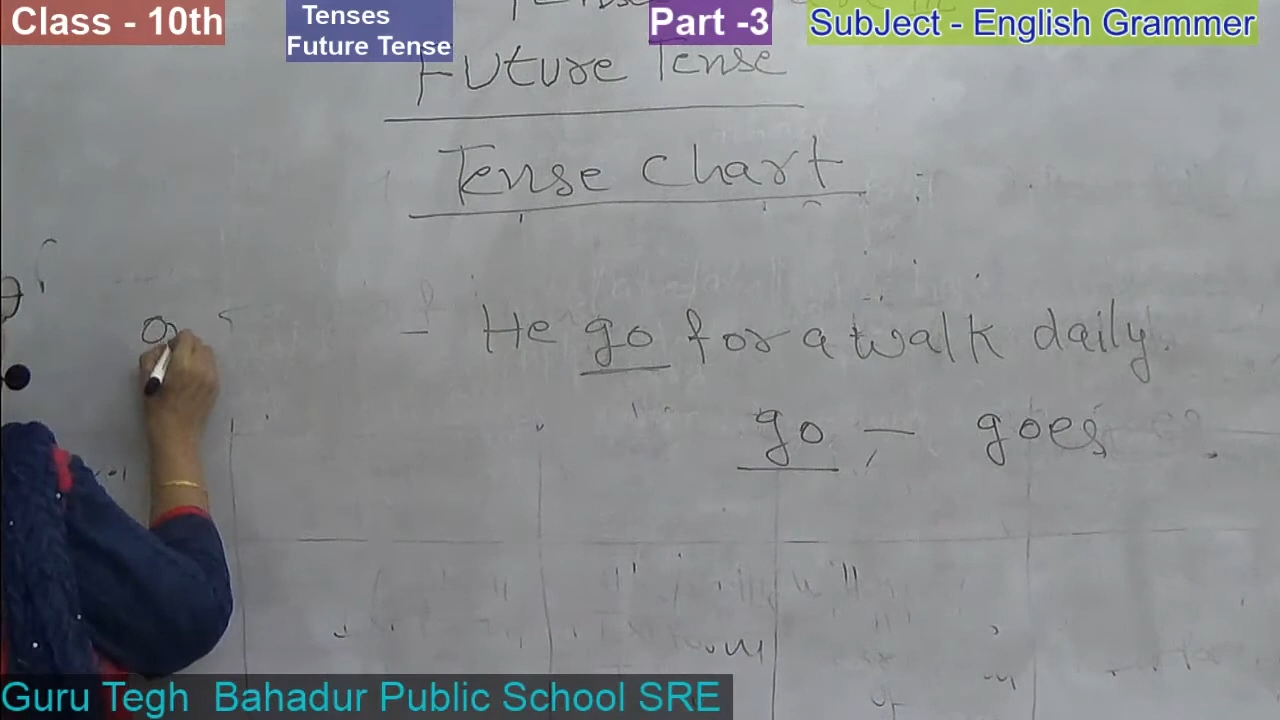 Class - 10th
Tenses
Future Tense
Part -3
SubJect - English Grammer
Future Tense
Tense Chart
- He go for a walk daily.
go - goes
Guru Tegh Bahadur Public School SRE